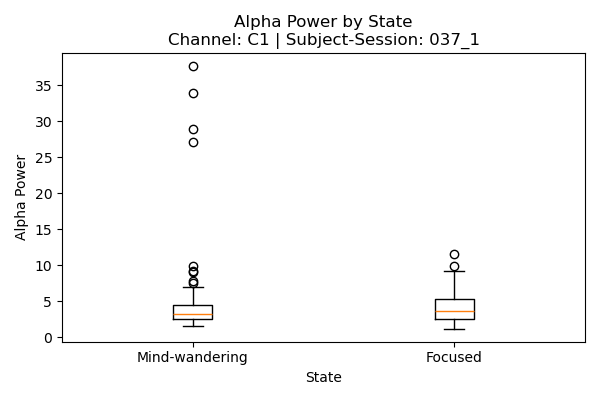 Alpha Power by State
Channel: C1 | Subject-Session: 037_1
Alpha Power
35
30
25
20
15
10
5
0
Mind-wandering
Focused
State